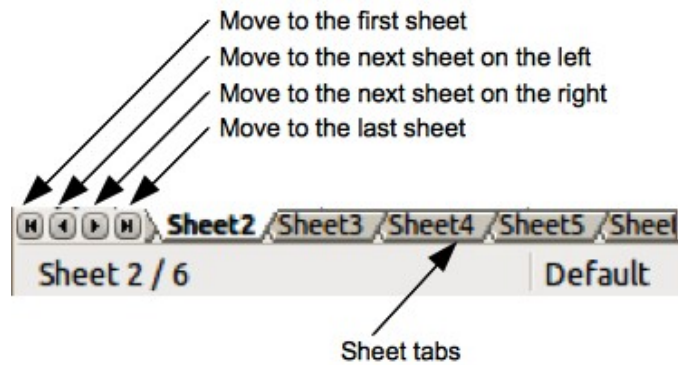 Move to the first sheet
Move to the next sheet on the left
Move to the next sheet on the right
Move to the last sheet
Sheet2 Sheet3 Sheet4 Sheet5 Sheet
Sheet 2 / 6 Default
Sheet tabs